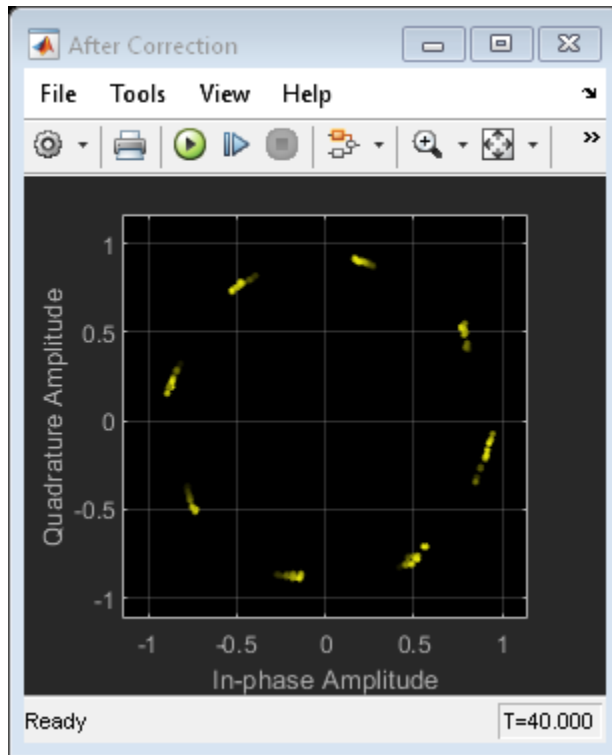 After Correction
File Tools View Help
1
0.5
0
-0.5
-1
Quadrature Amplitude
-1 -0.5 0 0.5 1
In-phase Amplitude
Ready T=40.000